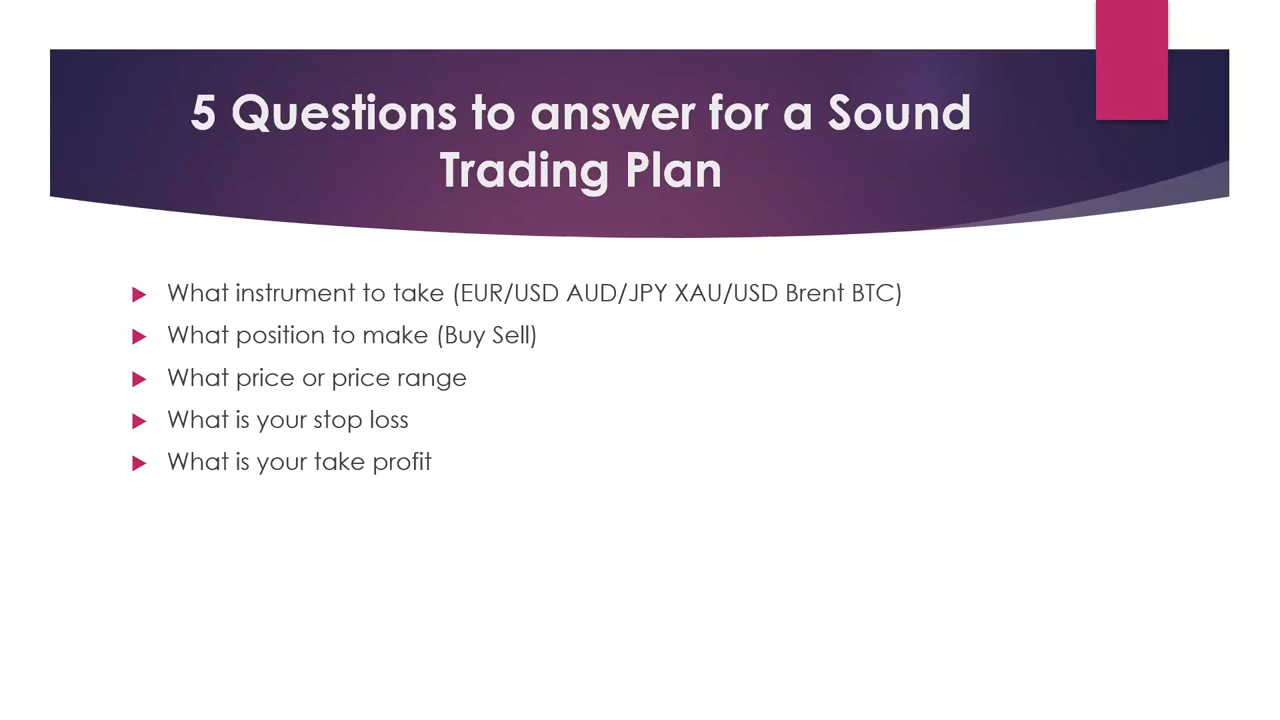 5 Questions to answer for a Sound
Trading Plan
What instrument to take (EUR/USD AUD/JPY XAU/USD Brent BTC)
What position to make (Buy Sell)
What price or price range
What is your stop loss
What is your take profit